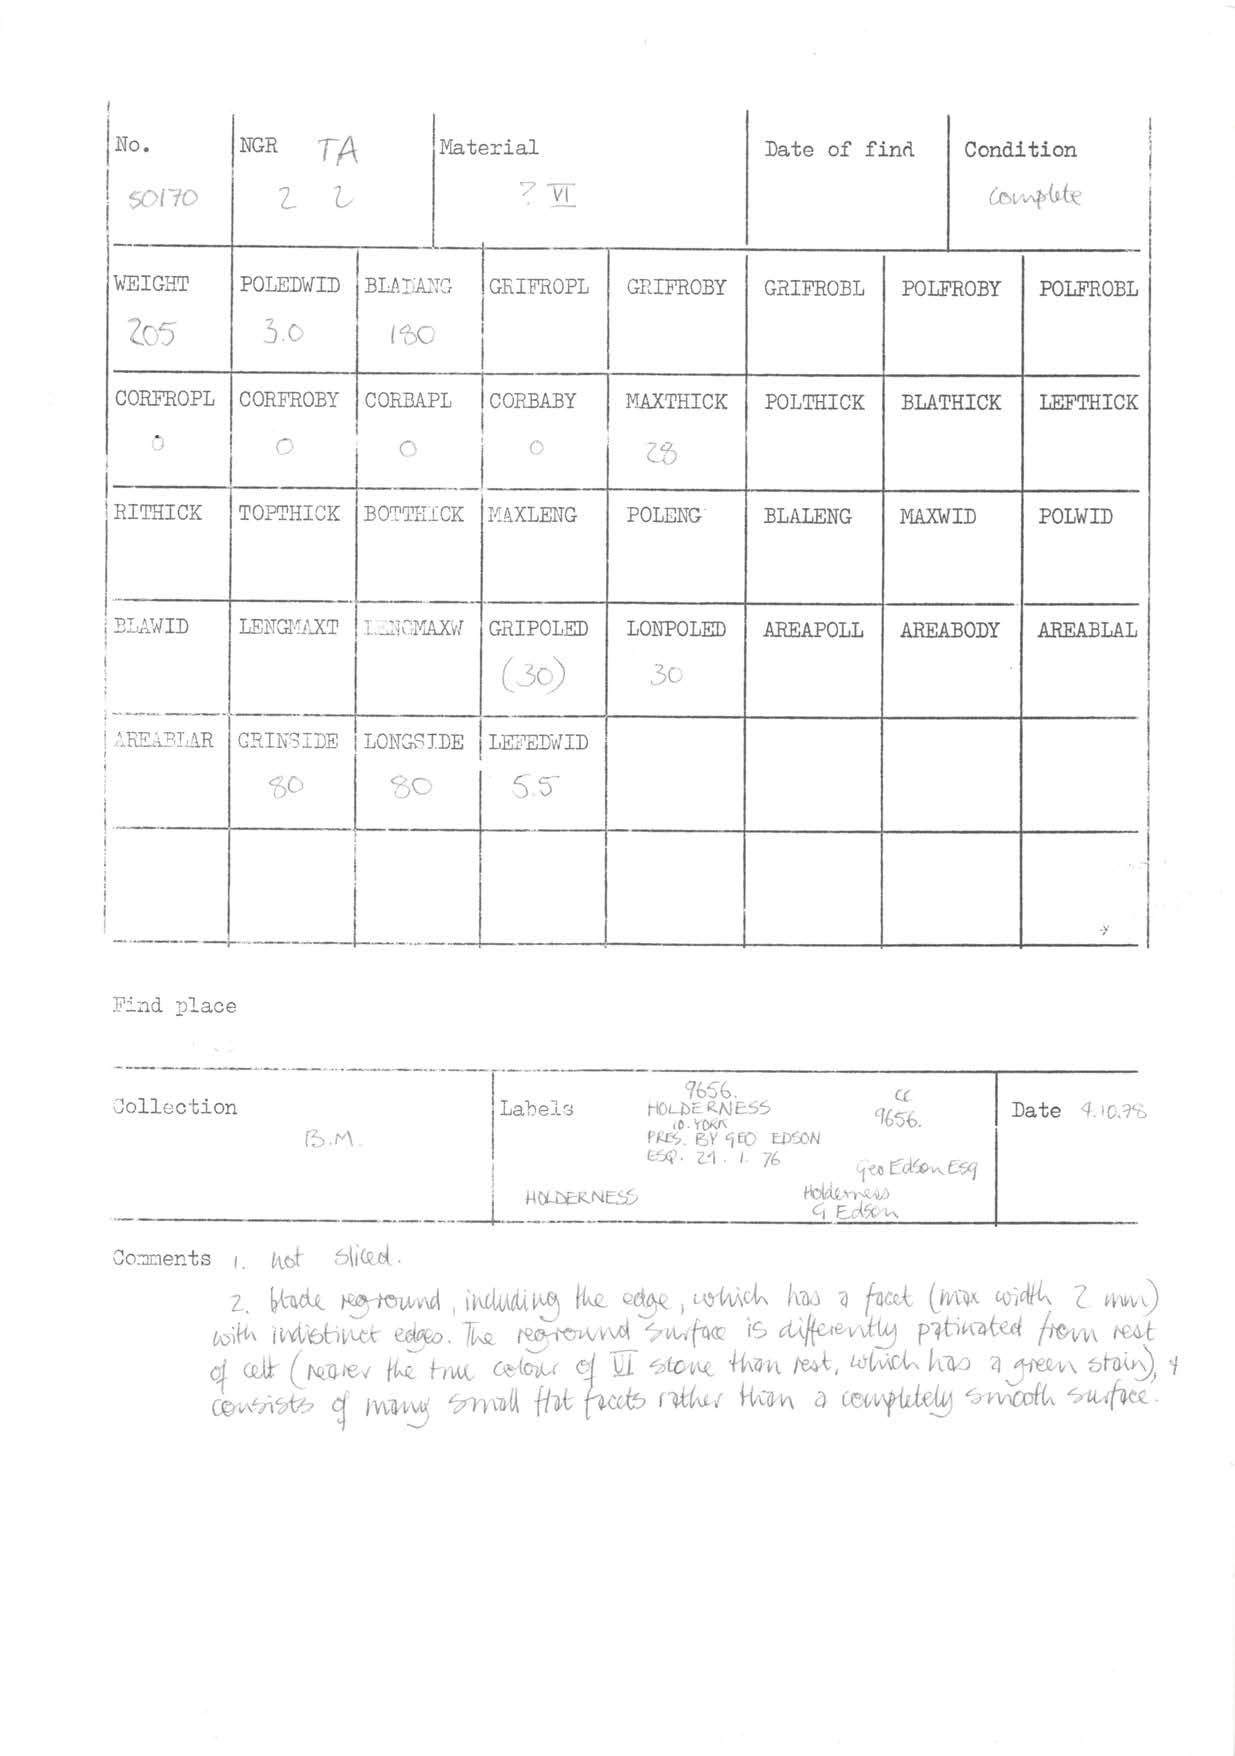 No. NGR TA Material Date of find Condition
50170 2 2 ? VI complete
WEIGHT POLEDWID BLADANG GRIFROPL GRIFROBY GRIFROBL POLFROBY POLFROBL
205 3.0 180
CORFROPL CORFROBY CORBAPL CORBABY MAXTHICK POLTHICK BLATHICK LEFTHICK
0 0 0 0 28
RITHICK TOPTHICK BOTTHICK MAXLENG POLENG BLALENG MAXWID POLWID
BLAWID LENGMAXT LENGMAXW GRIPOLED LONPOLED AREAPOLL AREABODY AREABLAL
(30) 30
AREABLAR GRINSIDE LONGSIDE LEFEDWID
80 80 5.5
Find place
Collection
B.M.
Labels
9656.
HOLDERNESS
PRES. BY GEO EDSON
ESQ. 21. 1. 76
9656.
Geo Edson Esq
HOLDERNESS
Holderness
G Edson
Date 4.10.78
Comments 1. not sliced.
2. blade reground, including the edge, which has a facet (max width 2 mm)
with indistinct edges. The reground surface is differently patinated from rest
of celt (nearer the true colour of VI stone than rest, which has a green stain), +
consists of many small flat facets rather than a completely smooth surface.